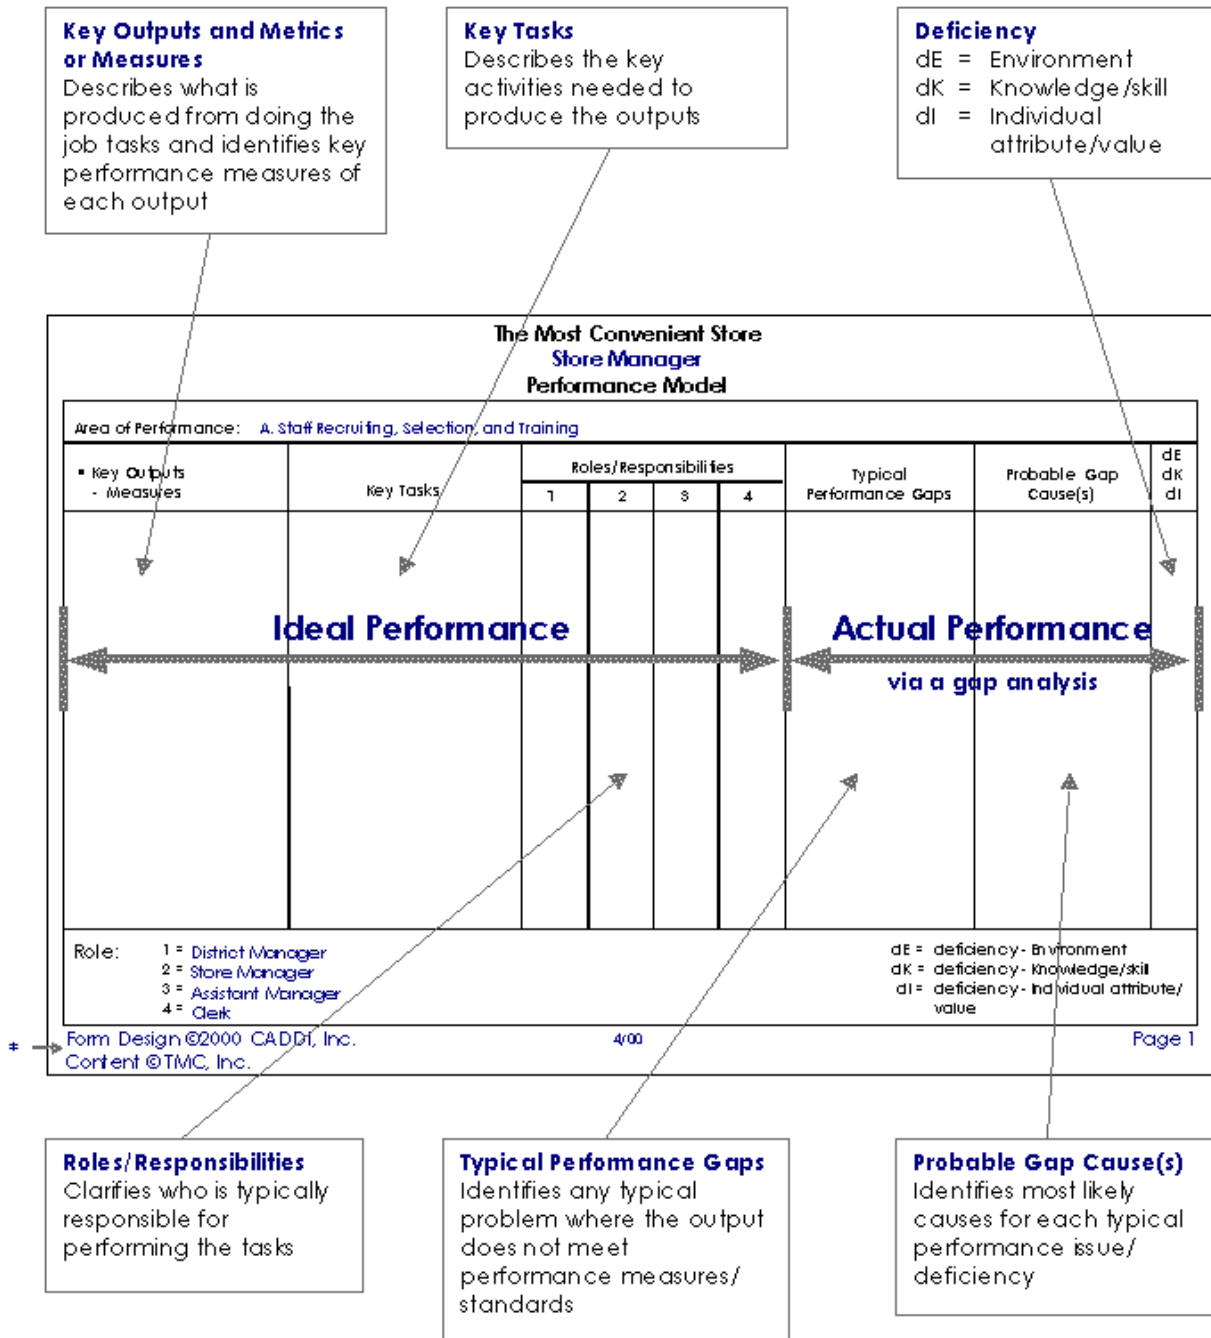 Key Outputs and Metrics
or Measures
Describes what is
produced from doing the
job tasks and identifies key
performance measures of
each output
Key Tasks
Describes the key
activities needed to
produce the outputs
Deficiency
dE = Environment
dK = Knowledge/skill
dI = Individual
attribute/value
The Most Convenient Store
Store Manager
Performance Model
Area of Performance: A. Staff Recruiting, Selection, and Training
▪ Key Outputs
- Measures
Key Tasks
Roles/Responsibilities
1 2 3 4
Typical
Performance Gaps
Probable Gap
Cause(s)
dE
dK
dI
Ideal Performance
Actual Performance
via a gap analysis
Role: 1 = District Manager
2 = Store Manager
3 = Assistant Manager
4 = Clerk
dE = deficiency - Environment
dK = deficiency - Knowledge/skill
dI = deficiency - Individual attribute/
value
* Form Design ©2000 CADDI, Inc. 4/00 Page 1
Content ©TMC, Inc.
Roles/Responsibilities
Clarifies who is typically
responsible for
performing the tasks
Typical Performance Gaps
Identifies any typical
problem where the output
does not meet
performance measures/
standards
Probable Gap Cause(s)
Identifies most likely
causes for each typical
performance issue/
deficiency